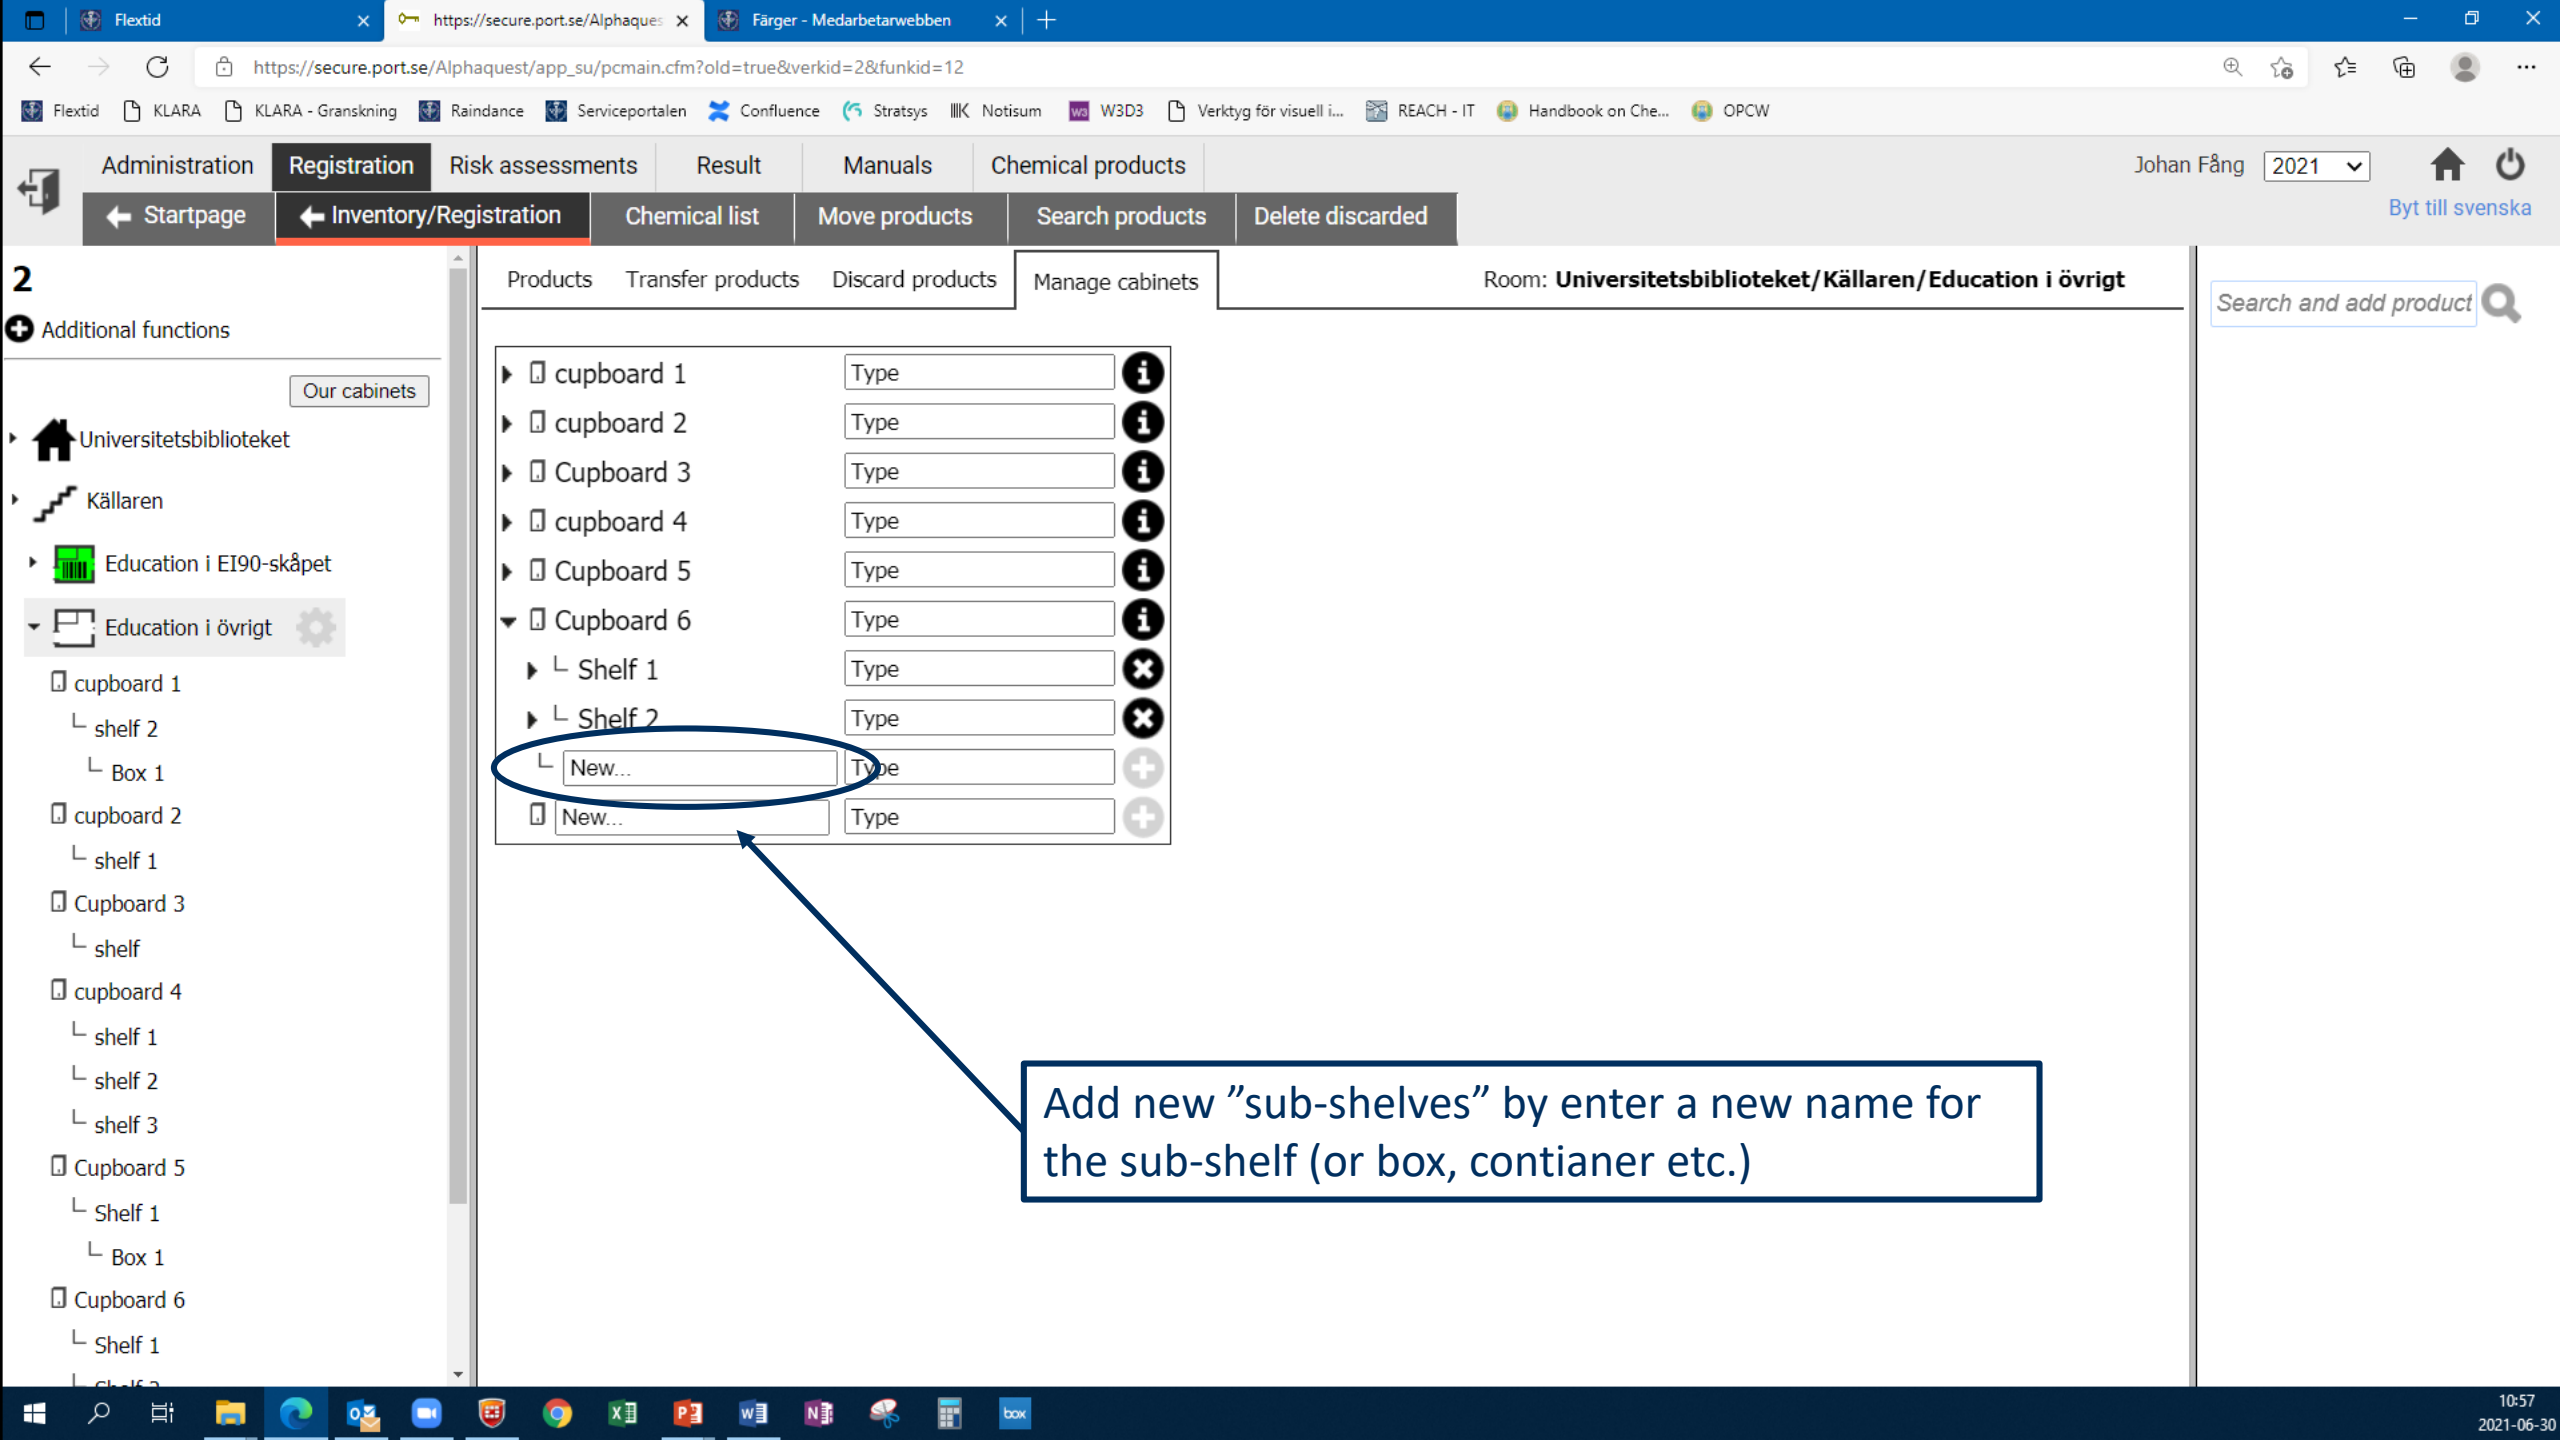 Flextid
https://secure.port.se/Alphaques
Färger - Medarbetarwebben
https://secure.port.se/Alphaquest/app_su/pcmain.cfm?old=true&verkid=2&funkid=12
Flextid KLARA KLARA - Granskning Raindance Serviceportalen Confluence Stratsys Notisum W3D3 Verktyg för visuell i... REACH - IT Handbook on Che... OPCW
Administration Registration Risk assessments Result Manuals Chemical products
Johan Fång 2021
Startpage Inventory/Registration Chemical list Move products Search products Delete discarded
Byt till svenska
2
Additional functions
Our cabinets
Universitetsbiblioteket
Källaren
Education i EI90-skåpet
Education i övrigt
cupboard 1
shelf 2
Box 1
cupboard 2
shelf 1
Cupboard 3
shelf
cupboard 4
shelf 1
shelf 2
shelf 3
Cupboard 5
Shelf 1
Box 1
Cupboard 6
Shelf 1
Products Transfer products Discard products Manage cabinets
Room: Universitetsbiblioteket/Källaren/Education i övrigt
cupboard 1 Type
cupboard 2 Type
Cupboard 3 Type
cupboard 4 Type
Cupboard 5 Type
Cupboard 6 Type
Shelf 1 Type
Shelf 2 Type
New... Type
New... Type
Search and add product
Add new ”sub-shelves” by enter a new name for
the sub-shelf (or box, contianer etc.)
box
10:57
2021-06-30